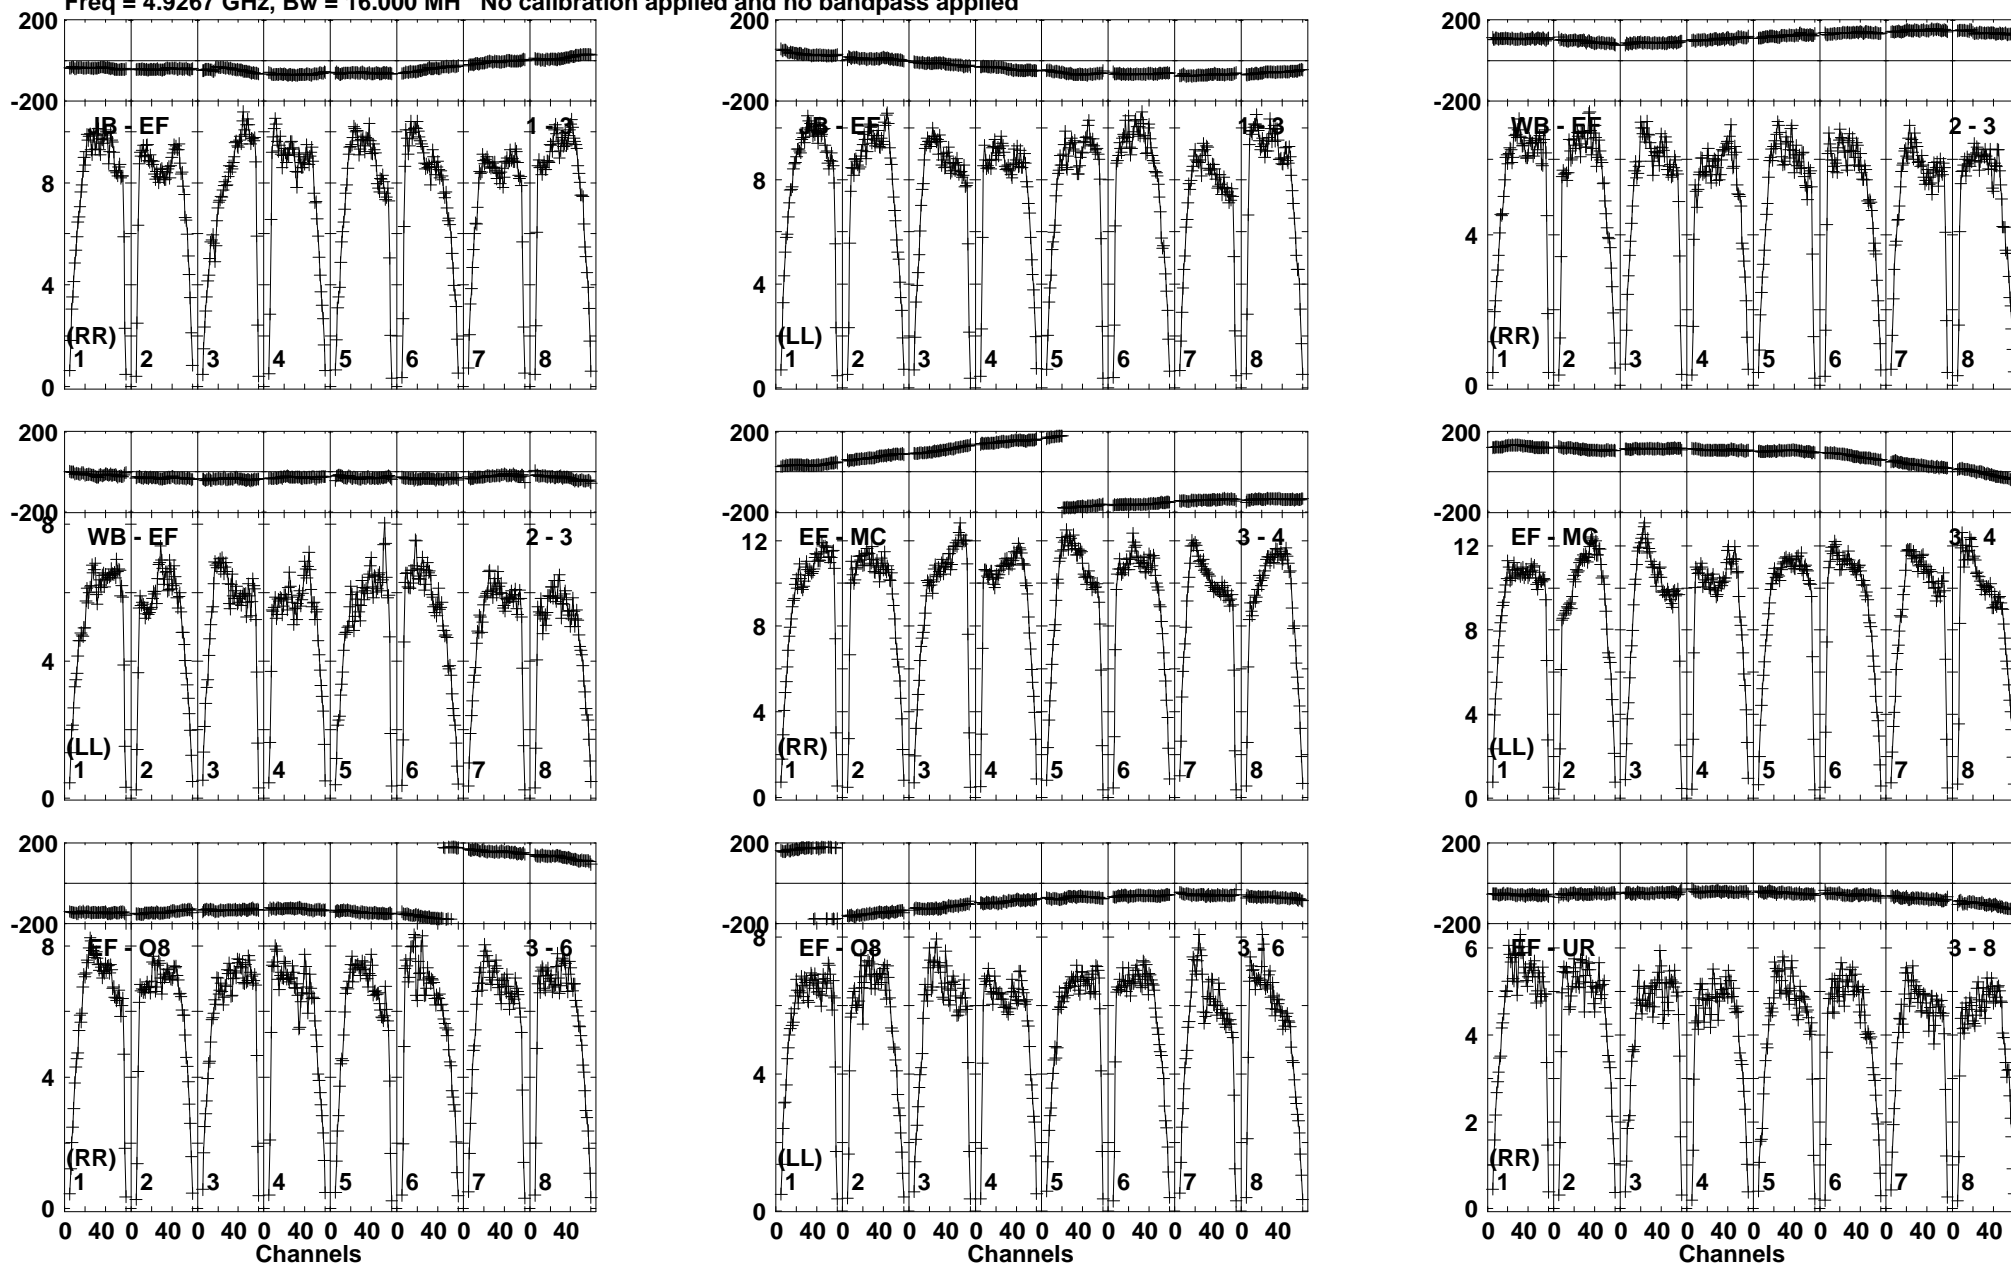 Freq = 4.9267 GHz, Bw = 16.000 MH No calibration applied and no bandpass applied
200 200 200
-200 -200 -200
JB - EF 1 - 3 JB - EF 1 - 3 WB - EF 2 - 3
8 8
4 4 4
(RR) (LL) (RR)
1 2 3 4 5 6 7 8 1 2 3 4 5 6 7 8 1 2 3 4 5 6 7 8
0 0 0
200 200 200
-200 -200 -200
8
WB - EF 2 - 3 EF - MC 3 - 4 EF - MC 3 - 4
12 12
8 8
4 4 4
(LL) (RR) (LL)
1 2 3 4 5 6 7 8 1 2 3 4 5 6 7 8 1 2 3 4 5 6 7 8
0 0 0
200 200 200
-200 -200 -200
8 8 6
EF - O8 3 - 6 EF - O8 3 - 6 EF - UR 3 - 8
4 4 4
2
(RR) (LL) (RR)
1 2 3 4 5 6 7 8 1 2 3 4 5 6 7 8 1 2 3 4 5 6 7 8
0 0 0
0 40 0 40 0 40 0 40 0 40 0 40 0 40 0 40 0 40 0 40 0 40 0 40 0 40 0 40 0 40 0 40 0 40 0 40 0 40 0 40 0 40 0 40 0 40 0 40
Channels Channels Channels